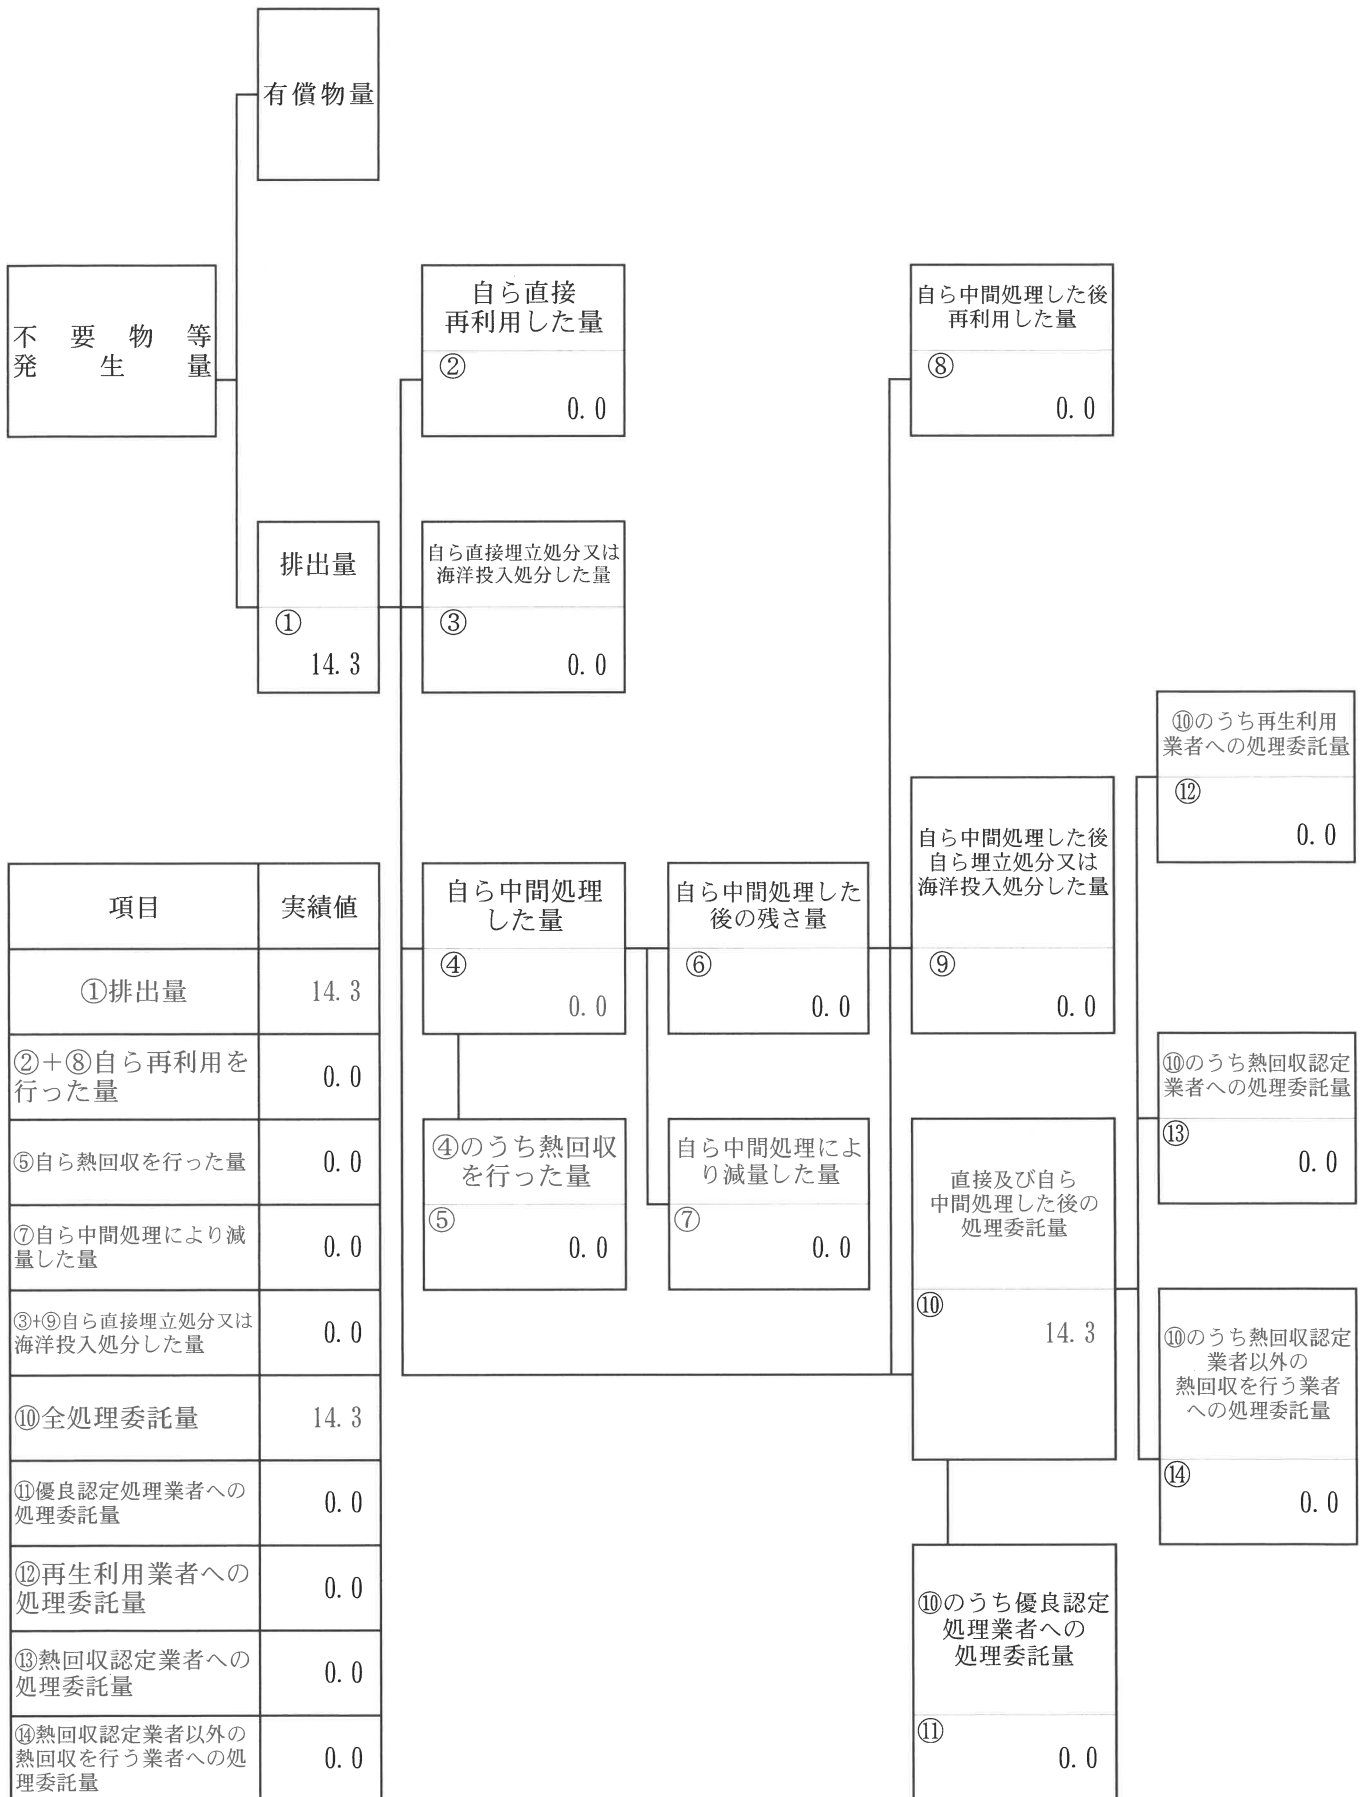 有償物量
不要物等
発生量
自ら直接
再利用した量
②
0.0
自ら中間処理した後
再利用した量
⑧
0.0
排出量
①
14.3
自ら直接埋立処分又は
海洋投入処分した量
③
0.0
⑩のうち再生利用
業者への処理委託量
⑫
0.0
自ら中間処理した後
自ら埋立処分又は
海洋投入処分した量
⑨
0.0
自ら中間処理
した量
④
0.0
自ら中間処理した
後の残さ量
⑥
0.0
⑩のうち熱回収認定
業者への処理委託量
⑬
0.0
④のうち熱回収
を行った量
⑤
0.0
自ら中間処理によ
り減量した量
⑦
0.0
直接及び自ら
中間処理した後の
処理委託量
⑩
14.3
⑩のうち熱回収認定
業者以外の
熱回収を行う業者
への処理委託量
⑭
0.0
⑩のうち優良認定
処理業者への
処理委託量
⑪
0.0
項目 実績値
①排出量 14.3
②＋⑧自ら再利用を
行った量 0.0
⑤自ら熱回収を行った量 0.0
⑦自ら中間処理により減
量した量 0.0
③+⑨自ら直接埋立処分又は
海洋投入処分した量 0.0
⑩全処理委託量 14.3
⑪優良認定処理業者への
処理委託量 0.0
⑫再生利用業者への
処理委託量 0.0
⑬熱回収認定業者への
処理委託量 0.0
⑭熱回収認定業者以外の
熱回収を行う業者への処
理委託量 0.0